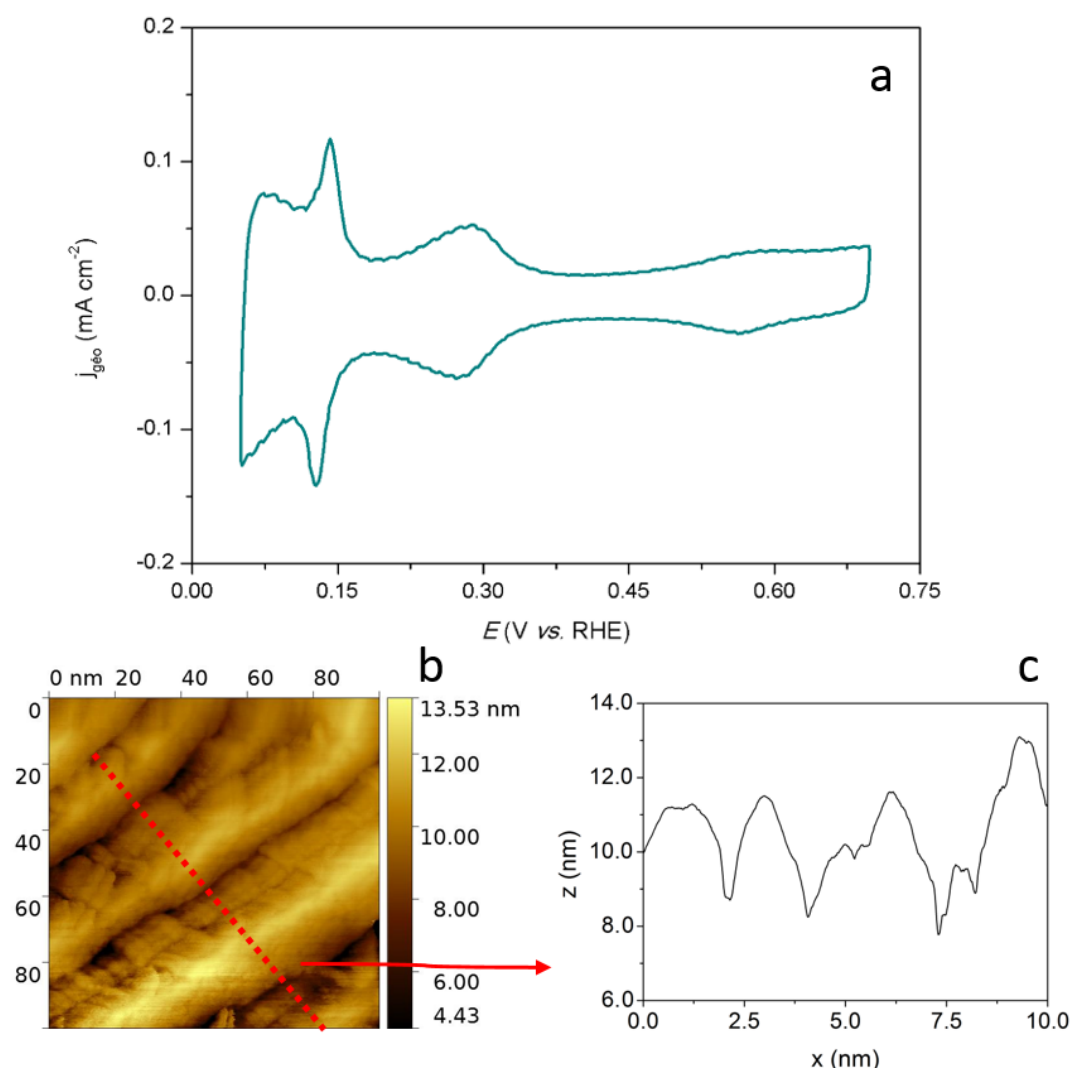 a
0.2
0.1
0.0
-0.1
-0.2
j géo (mA cm-2)
0.00 0.15 0.30 0.45 0.60 0.75
E (V vs. RHE)
b
0 nm 20 40 60 80
0
20
40
60
80
13.53 nm
12.00
10.00
8.00
6.00
4.43
c
14.0
12.0
10.0
8.0
6.0
z (nm)
0.0 2.5 5.0 7.5 10.0
x (nm)